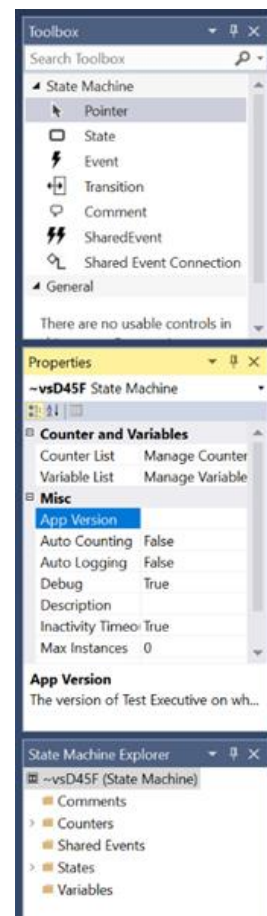 Toolbox
Search Toolbox
State Machine
Pointer
State
Event
Transition
Comment
SharedEvent
Shared Event Connection
General
There are no usable controls in
Properties
~vsD45F State Machine
Counter and Variables
Counter List Manage Counter
Variable List Manage Variable
Misc
App Version
Auto Counting False
Auto Logging False
Debug True
Description
Inactivity Timeo True
Max Instances 0
App Version
The version of Test Executive on wh...
State Machine Explorer
~vsD45F (State Machine)
Comments
Counters
Shared Events
States
Variables